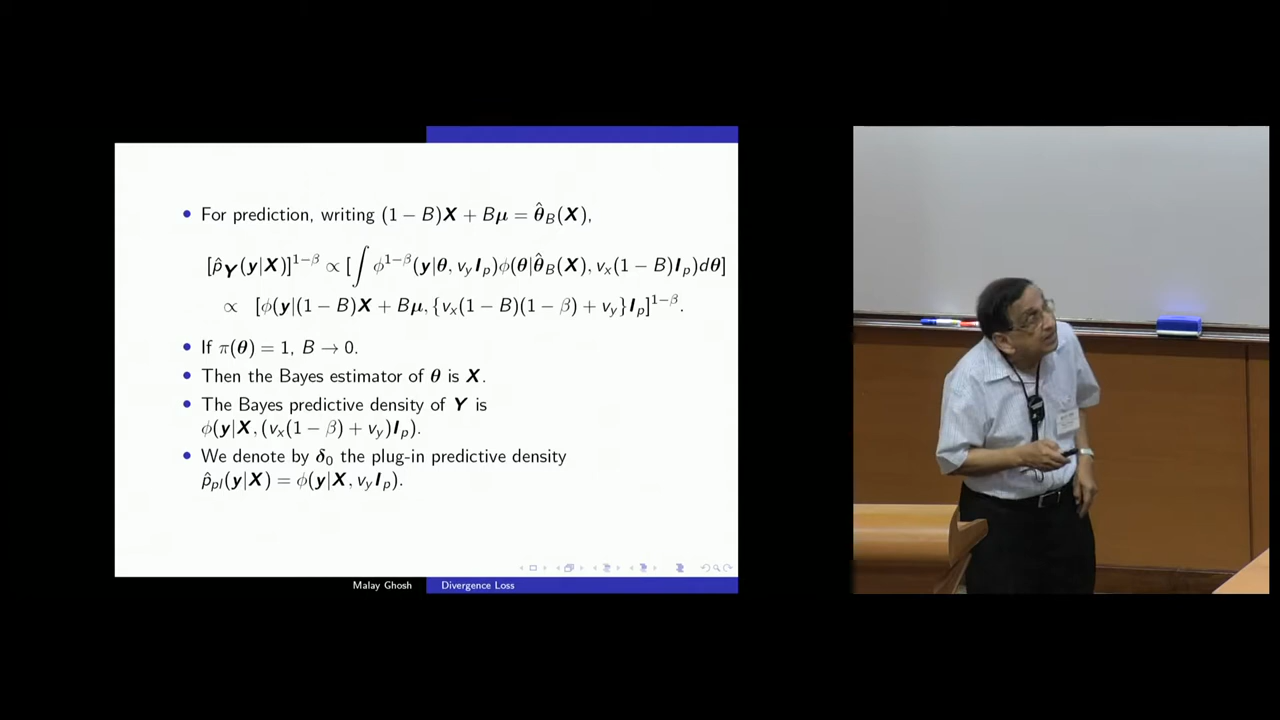 • For prediction, writing (1 − B)X + Bμ = θ̂_B(X),
[p̂_Y(y|X)]^{1−β} ∝ [∫ φ^{1−β}(y|θ, v_y I_p)φ(θ|θ̂_B(X), v_x(1 − B)I_p)dθ]
∝ [φ(y|(1 − B)X + Bμ, {v_x(1 − B)(1 − β) + v_y}I_p]^{1−β}.
• If π(θ) = 1, B → 0.
• Then the Bayes estimator of θ is X.
• The Bayes predictive density of Y is
φ(y|X, (v_x(1 − β) + v_y)I_p).
• We denote by δ_0 the plug-in predictive density
p̂_{pl}(y|X) = φ(y|X, v_y I_p).
Malay Ghosh
Divergence Loss